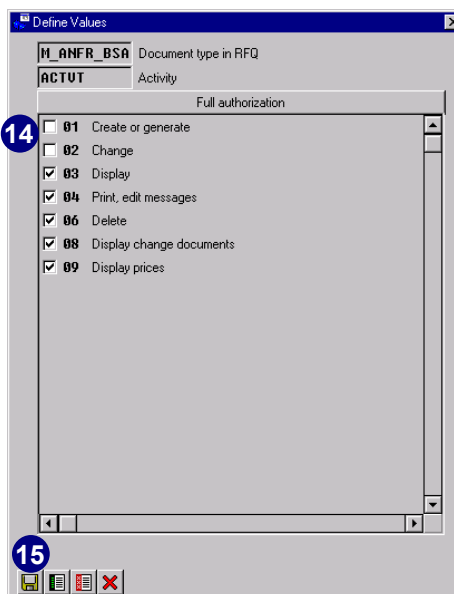 Define Values
M_ANFR_BSA Document type in RFQ
ACTVT Activity
Full authorization
14
01 Create or generate
02 Change
03 Display
04 Print, edit messages
06 Delete
08 Display change documents
09 Display prices
15